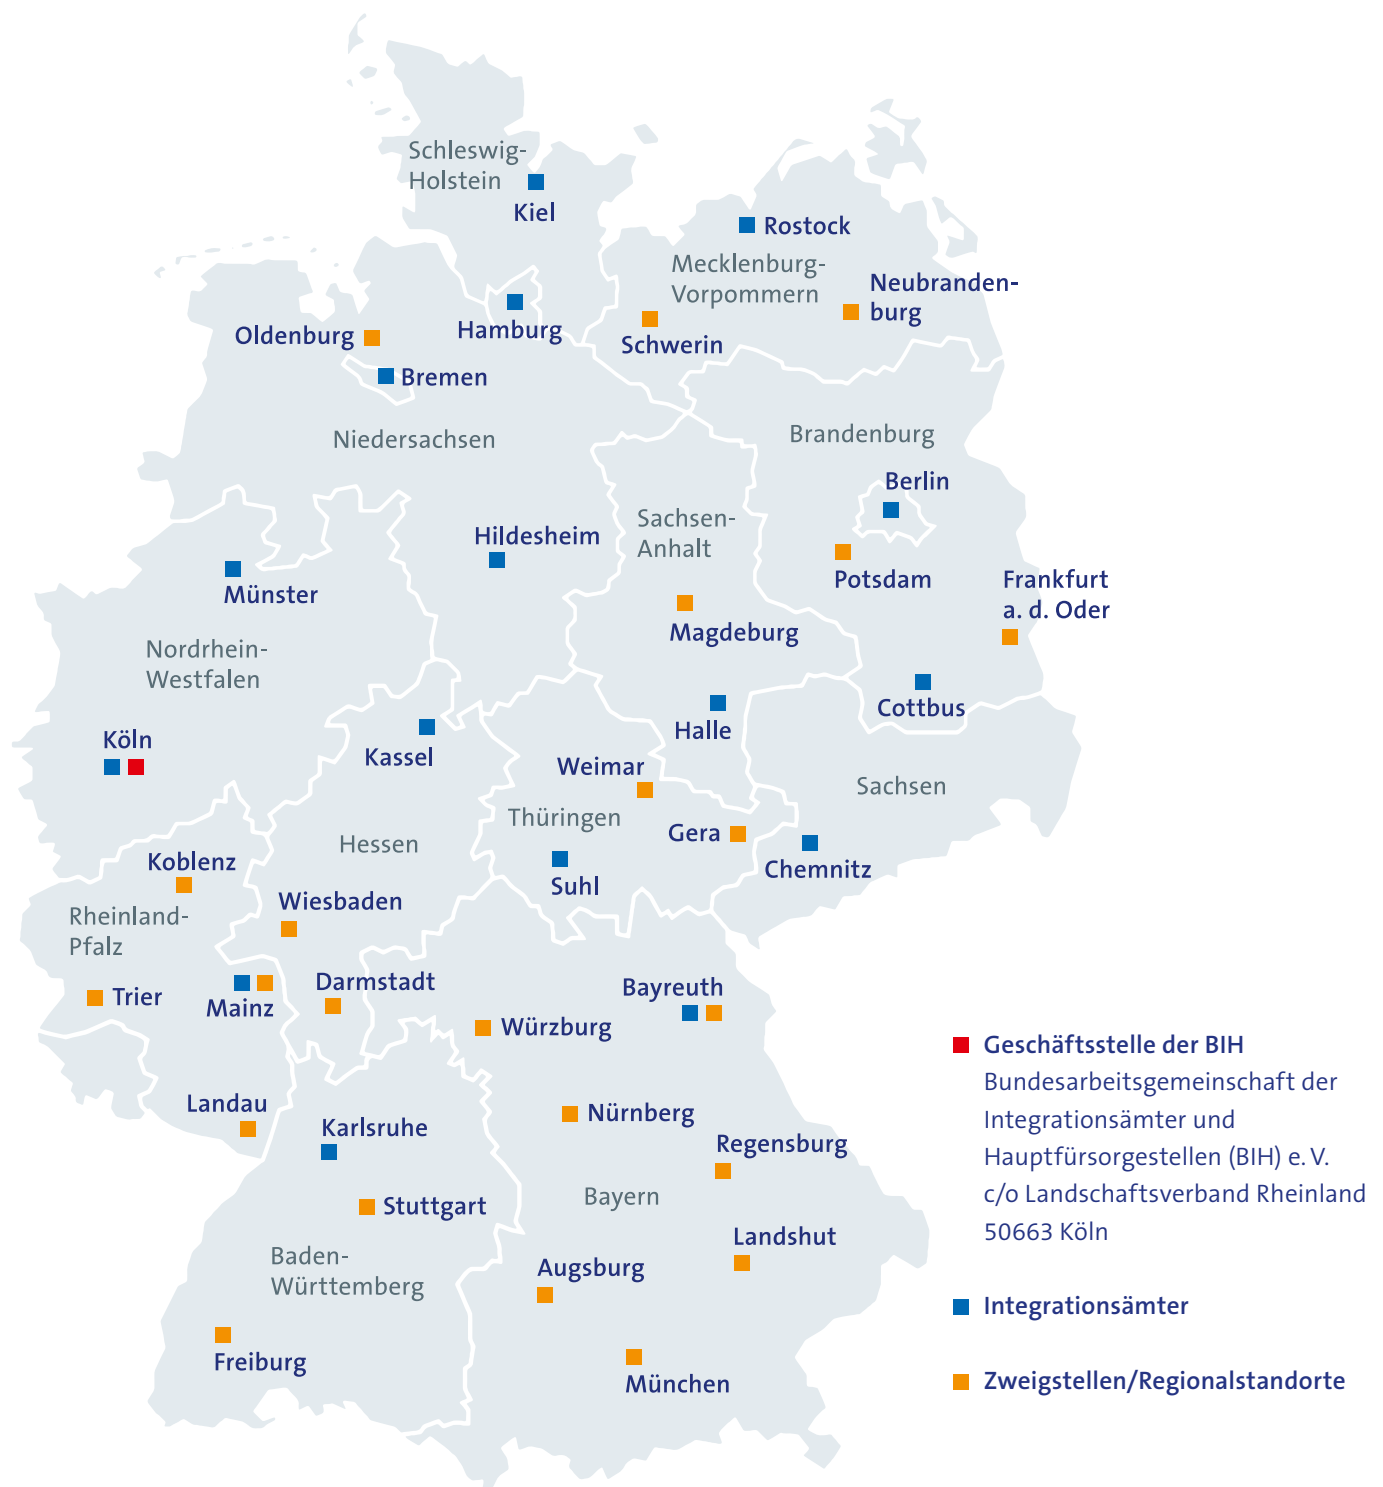 Schleswig-
Holstein
Kiel
Rostock
Mecklenburg-
Vorpommern
Neubranden-
burg
Hamburg
Schwerin
Oldenburg
Bremen
Niedersachsen
Brandenburg
Berlin
Sachsen-
Anhalt
Hildesheim
Potsdam
Frankfurt
a. d. Oder
Münster
Magdeburg
Nordrhein-
Westfalen
Cottbus
Halle
Köln
Kassel
Weimar
Sachsen
Thüringen
Gera
Hessen
Chemnitz
Koblenz
Suhl
Wiesbaden
Rheinland-
Pfalz
Trier
Mainz
Darmstadt
Bayreuth
Würzburg
Landau
Karlsruhe
Nürnberg
Regensburg
Stuttgart
Bayern
Landshut
Baden-
Württemberg
Augsburg
Freiburg
München
Geschäftsstelle der BIH
Bundesarbeitsgemeinschaft der
Integrationsämter und
Hauptfürsorgestellen (BIH) e. V.
c/o Landschaftsverband Rheinland
50663 Köln
Integrationsämter
Zweigstellen/Regionalstandorte